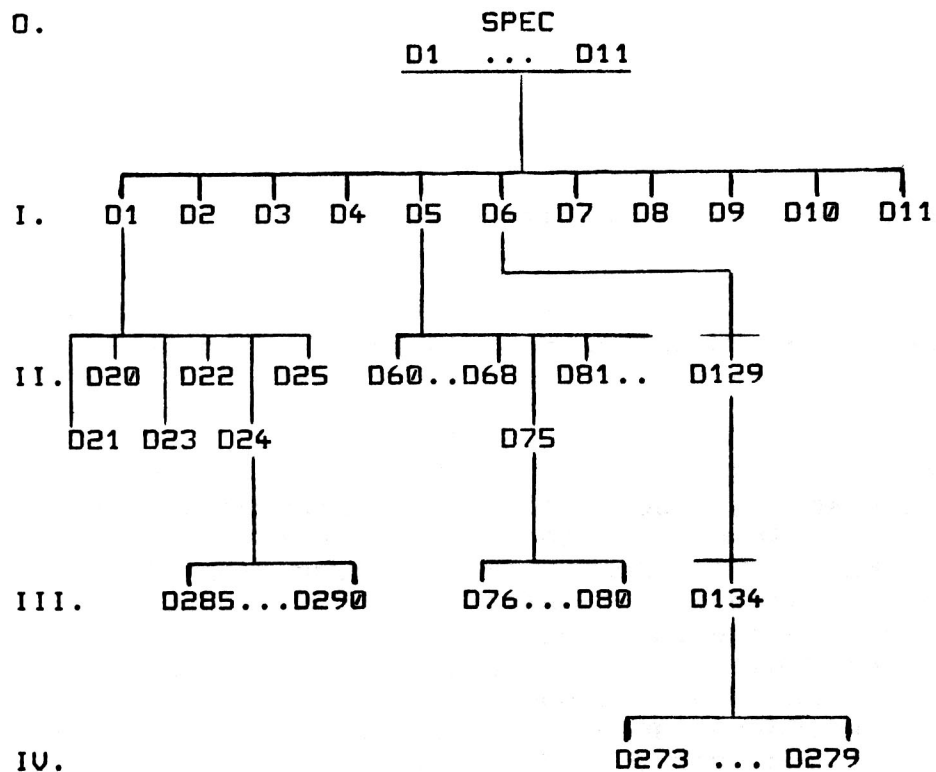 0. SPEC
D1 ... D11
I. D1 D2 D3 D4 D5 D6 D7 D8 D9 D10 D11
II. D20 D22 D25 D60..D68 D81.. D129
D21 D23 D24 D75
III. D285...D290 D76...D80 D134
IV. D273 ... D279